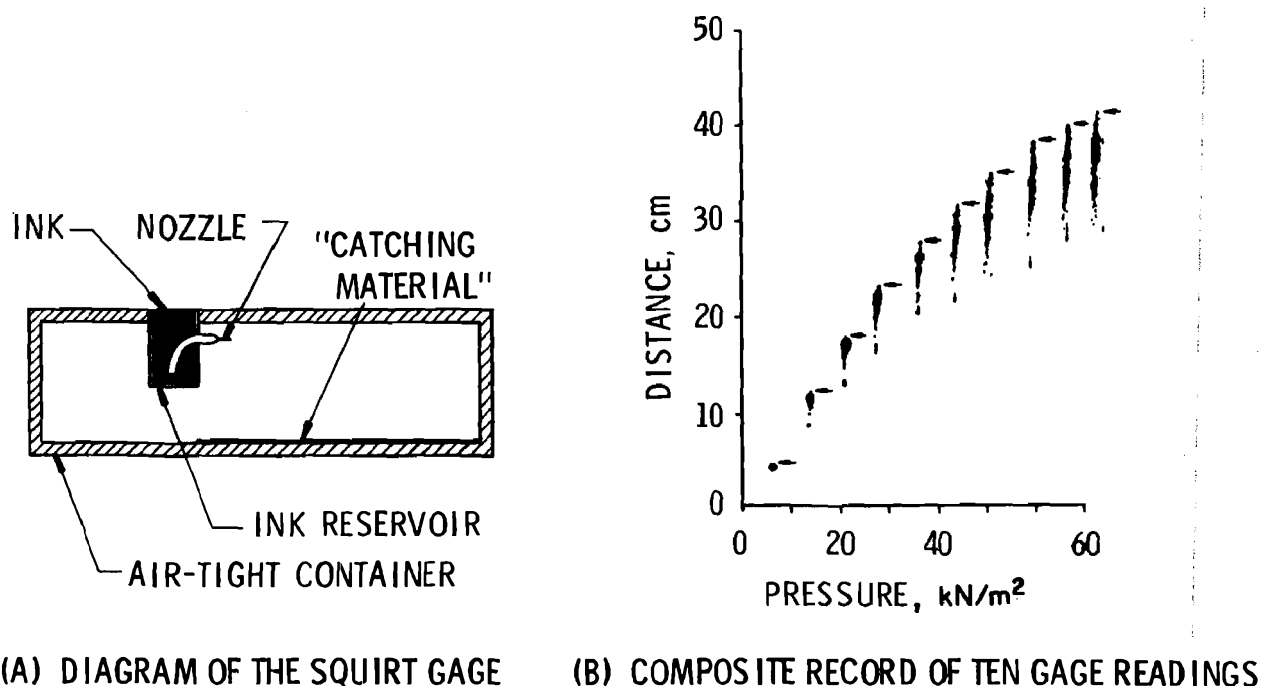 INK
NOZZLE
"CATCHING
MATERIAL"
INK RESERVOIR
AIR-TIGHT CONTAINER
(A) DIAGRAM OF THE SQUIRT GAGE
50
40
30
20
10
0
DISTANCE, cm
0 20 40 60
PRESSURE, kN/m²
(B) COMPOSITE RECORD OF TEN GAGE READINGS